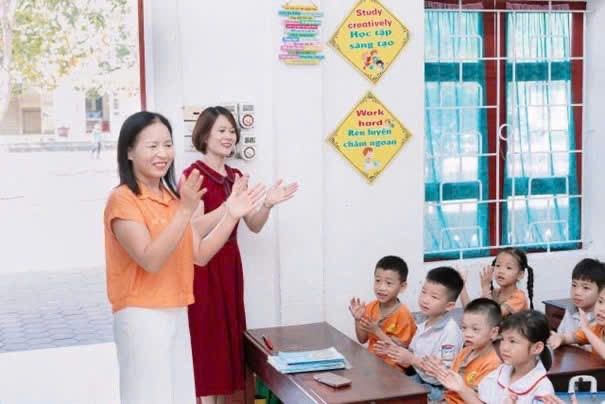 Study
creatively
Học tập
sáng tạo
Work
hard
Rèn luyện
chăm ngoan